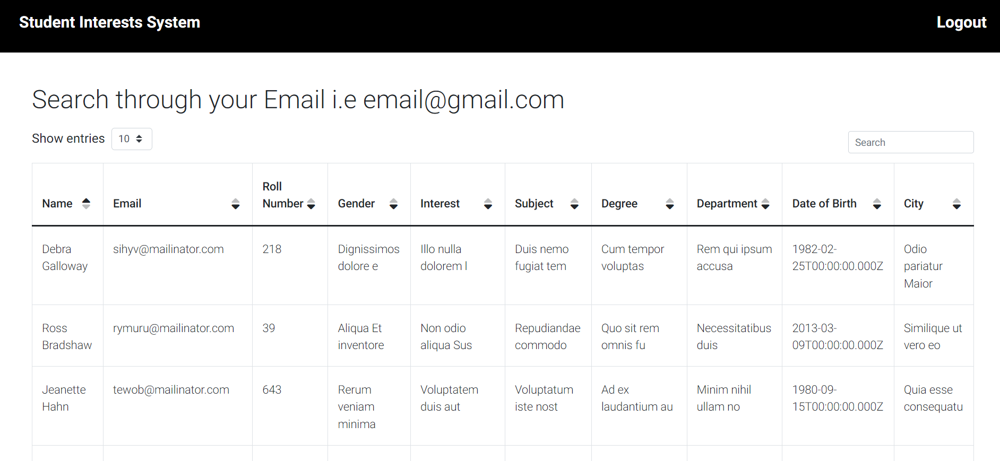 Student Interests System
Logout
Search through your Email i.e email@gmail.com
Show entries 10
Search
Name Email Roll Number Gender Interest Subject Degree Department Date of Birth City
Debra Galloway sihyv@mailinator.com 218 Dignissimos dolore e Illo nulla dolorem l Duis nemo fugiat tem Cum tempor voluptas Rem qui ipsum accusa 1982-02-25T00:00:00.000Z Odio pariatur Maior
Ross Bradshaw rymuru@mailinator.com 39 Aliqua Et inventore Non odio aliqua Sus Repudiandae commodo Quo sit rem omnis fu Necessitatibus duis 2013-03-09T00:00:00.000Z Similique ut vero eo
Jeanette Hahn tewob@mailinator.com 643 Rerum veniam minima Voluptatem duis aut Voluptatum iste nost Ad ex laudantium au Minim nihil ullam no 1980-09-15T00:00:00.000Z Quia esse consequatu